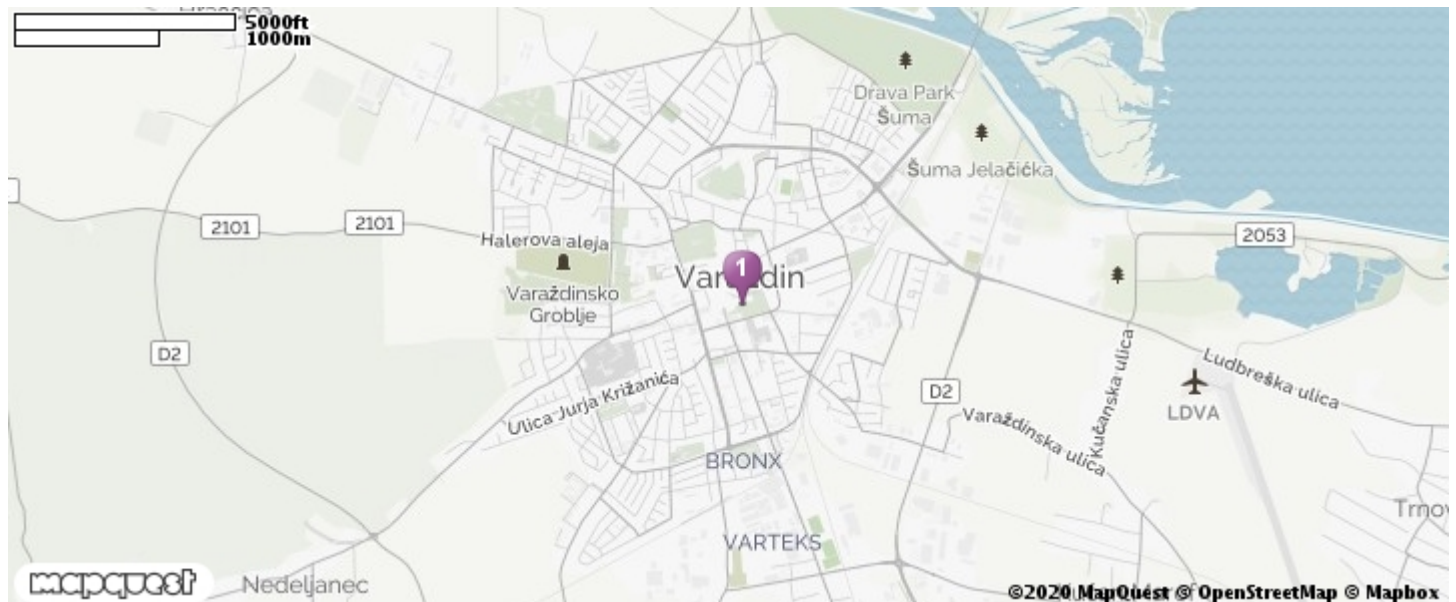 5000ft
1000m
Drava Park
Šuma
Šuma Jelačićka
2101
2101
Halerova aleja
2053
1
Varaždin
Varaždinsko
Groblje
D2
Ludbreška ulica
Kučanska ulica
LDVA
D2
Ulica Jurja Križanića
Varaždinska ulica
BRONX
VARTEKS
Trnov
mapquest
Nedeljanec
©2020 MapQuest © OpenStreetMap © Mapbox